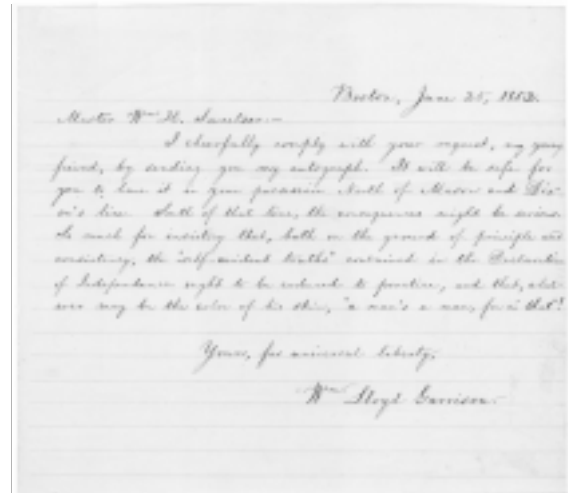 Boston, June 25, 1852.
Master Wm H.
I cheerfully comply with your request, my young
friend, by sending you my autograph. It will be safe for
you to have it in your possession North of Mason and Dix-
on's line. South of that line, the consequences might be serious.
So much for insisting that, both on the ground of principle and
consistency, the "self-evident truths" contained in the Declaration
of Independence ought to be reduced to practice, and that, what-
ever may be the color of his skin, "a man's a man, for a' that"!
Yours, for universal liberty,
Wm Lloyd Garrison.